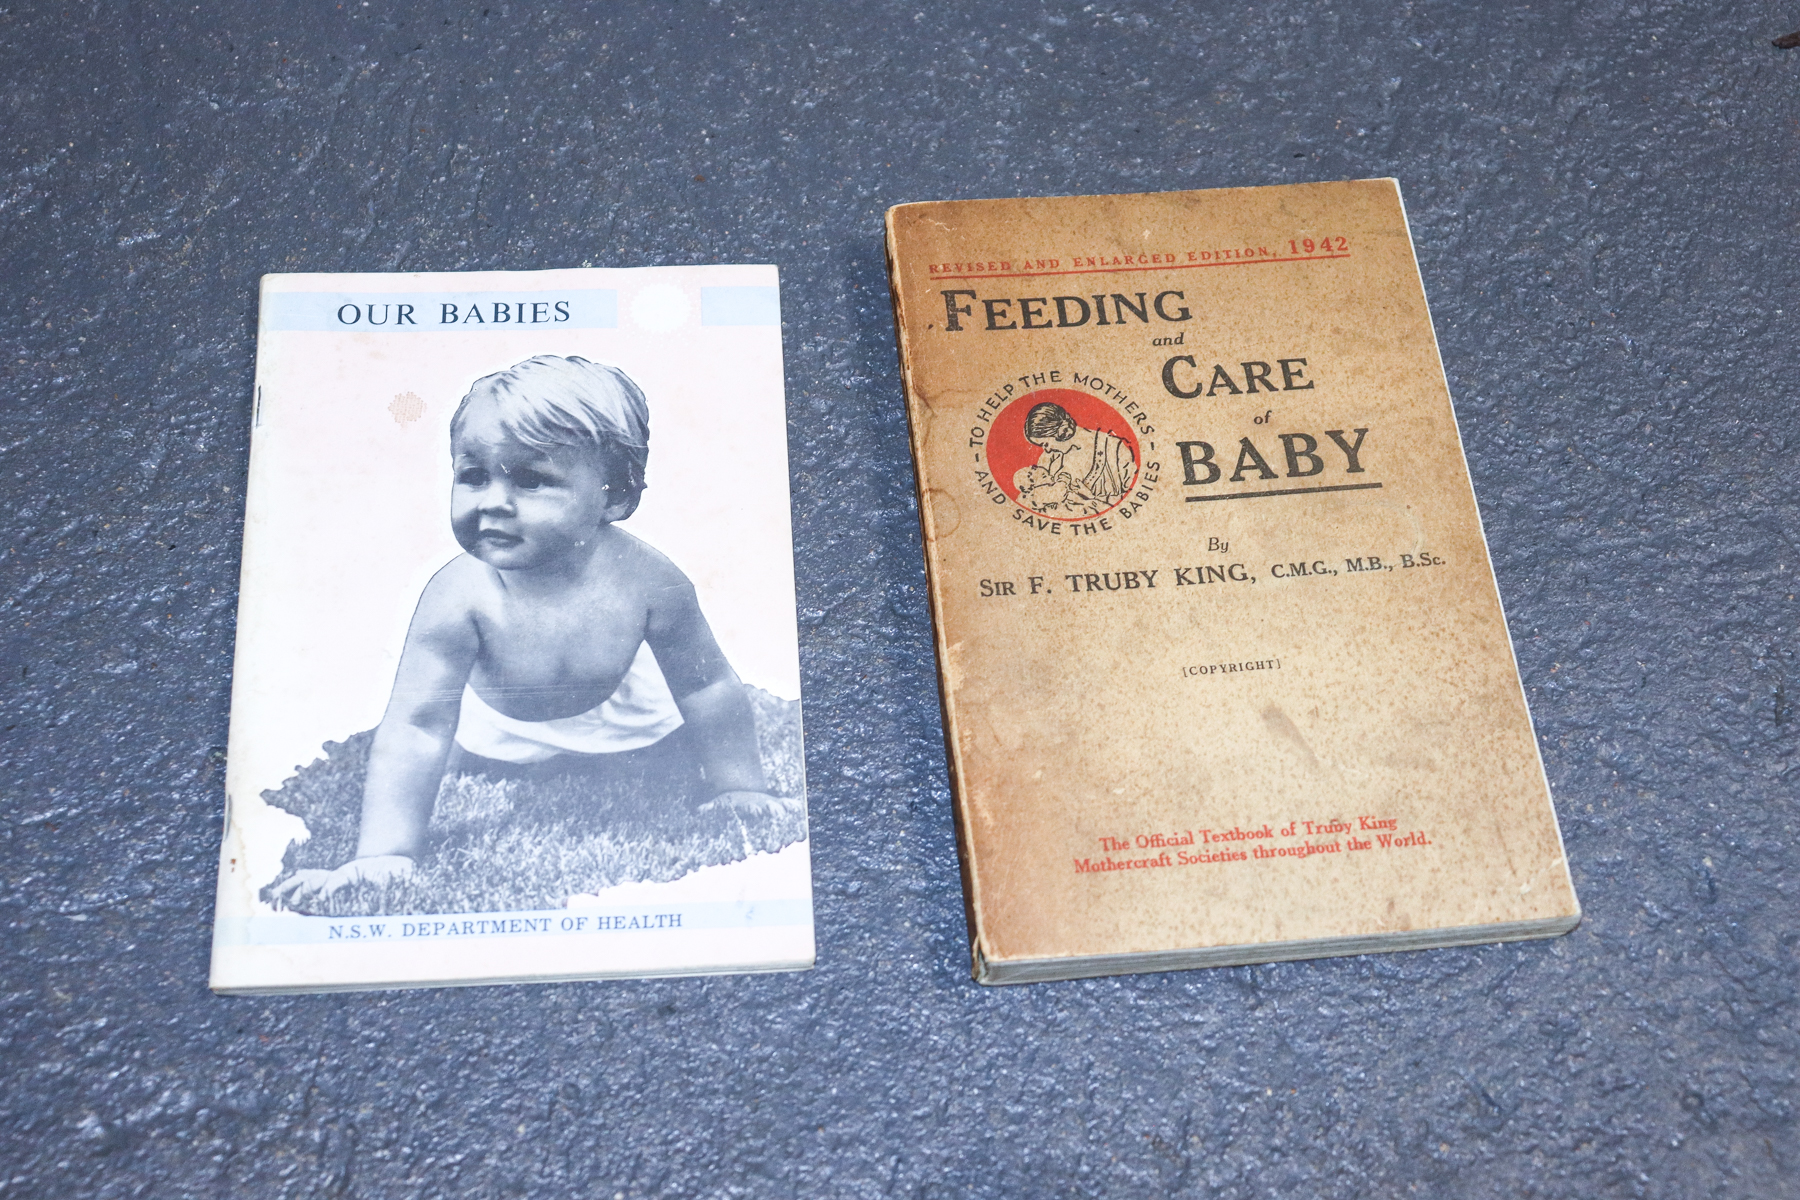 OUR BABIES
N.S.W. DEPARTMENT OF HEALTH
REVISED AND ENLARGED EDITION, 1942
FEEDING
and
CARE
of
BABY
- TO HELP THE MOTHERS -
AND SAVE THE BABIES
By
SIR F. TRUBY KING, C.M.G., M.B., B.Sc.
[COPYRIGHT]
The Official Textbook of Truby King
Mothercraft Societies throughout the World.